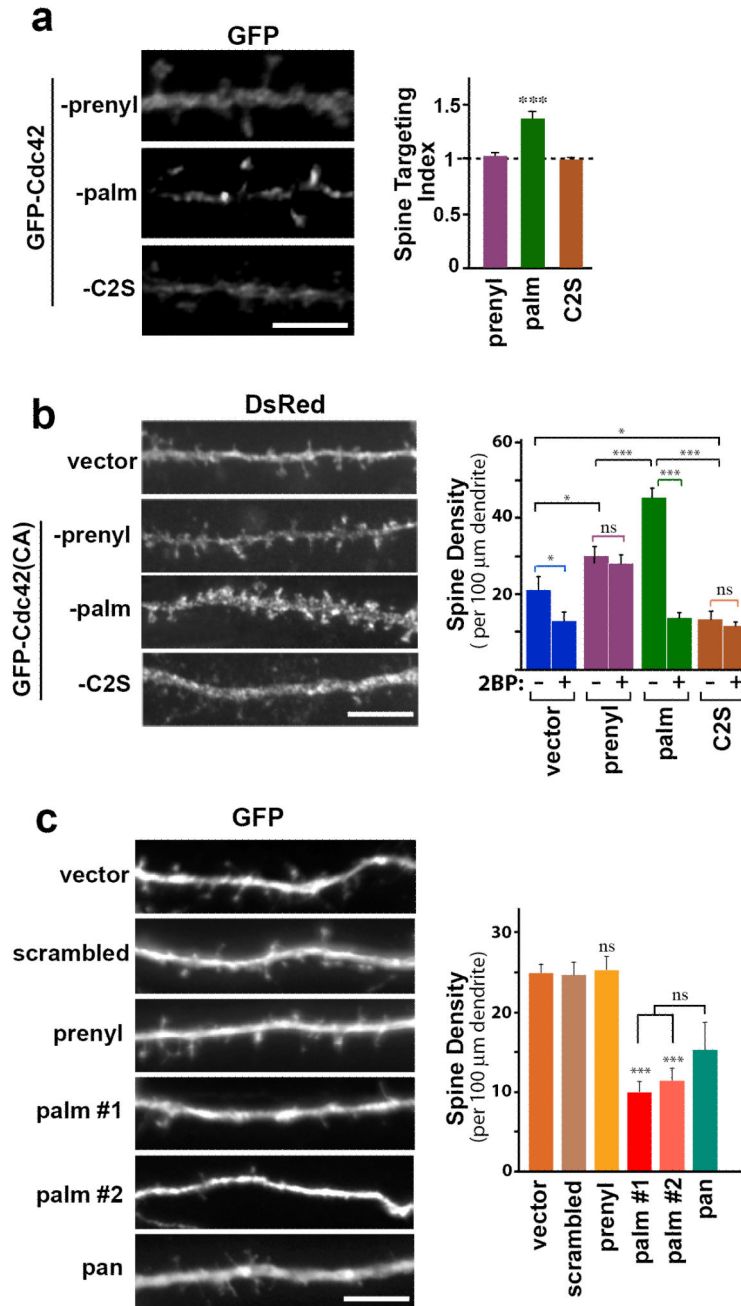 a
GFP
GFP-Cdc42
-prenyl
-palm
-C2S
Spine Targeting
Index
1.5
1
0.5
0
***
prenyl
palm
C2S
b
DsRed
vector
GFP-Cdc42(CA)
-prenyl
-palm
-C2S
Spine Density
( per 100 µm dendrite)
60
40
20
*
*** ***
* ***
* ns ns
2BP: - + - + - + - +
vector
prenyl
palm
C2S
c
GFP
vector
scrambled
prenyl
palm #1
palm #2
pan
Spine Density
(per 100 µm dendrite)
30
20
10
0
ns
ns
*** ***
vector
scrambled
prenyl
palm #1
palm #2
pan